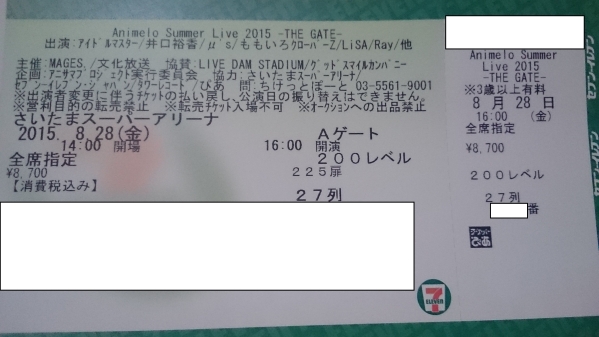 Animelo Summer Live 2015 -THE GATE-
出演:アイドルマスター/井口裕香/μ's/ももいろクローバーZ/LiSA/Ray/他
主催:MAGES./文化放送 協賛:LIVE DAM STADIUM/グッドスマイルカンパニー
企画:アニサマプロジェクト実行委員会 協力:さいたまスーパーアリーナ/
セブン-イレブン・ジャパン/タワーレコード/ぴあ 問:ちけっとぽーと 03-5561-9001
※出演者変更に伴うチケットの払い戻し、公演日の振り替えはできません。
※営利目的の転売禁止 ※転売チケット入場不可 ※オークションへの出品禁止
さいたまスーパーアリーナ
2015. 8.28(金) Aゲート
14:00 開場 16:00 開演
全席指定 200レベル
¥8,700 225扉
【消費税込み】 27列
7
ELEVEN
Animelo Summer
Live 2015
-THE GATE-
※3歳以上有料
8月28日
16:00 (金)
全席指定
¥8,700
200レベル
27列
番
チケットぴあ
セブン-イレブン